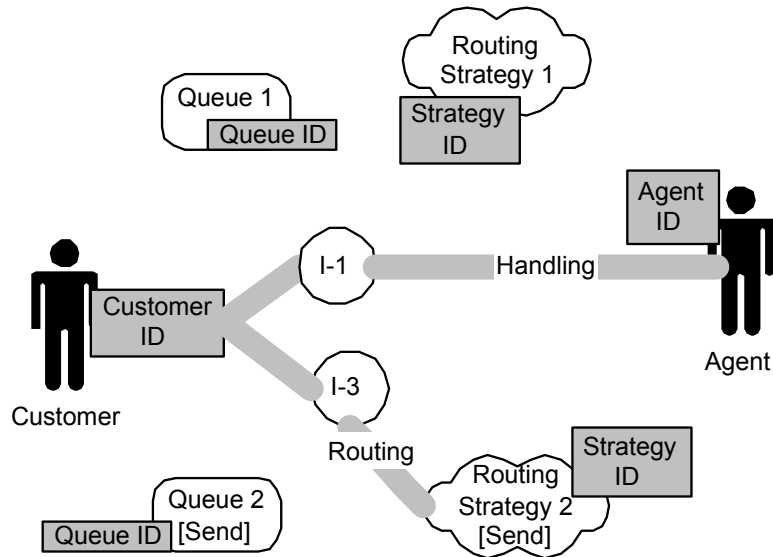 Routing
Strategy 1
Queue 1
Queue ID
Strategy
ID
Agent
ID
I-1
Handling
Customer
ID
Agent
I-3
Customer
Routing
Strategy
ID
Routing
Strategy 2
[Send]
Queue 2
[Send]
Queue ID